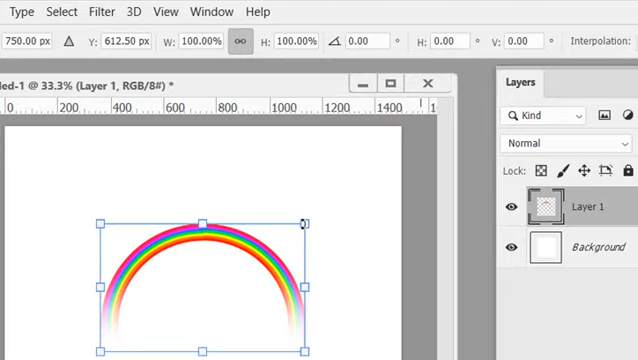 Type Select Filter 3D View Window Help
750.00 px Y: 612.50 px W: 100.00% H: 100.00% 0.00 ° H: 0.00 ° V: 0.00 ° Interpolation:
led-1 @ 33.3% (Layer 1, RGB/8#) *
0 200 400 600 800 1000 1200 1400
Layers
Kind
Normal
Lock:
Layer 1
Background